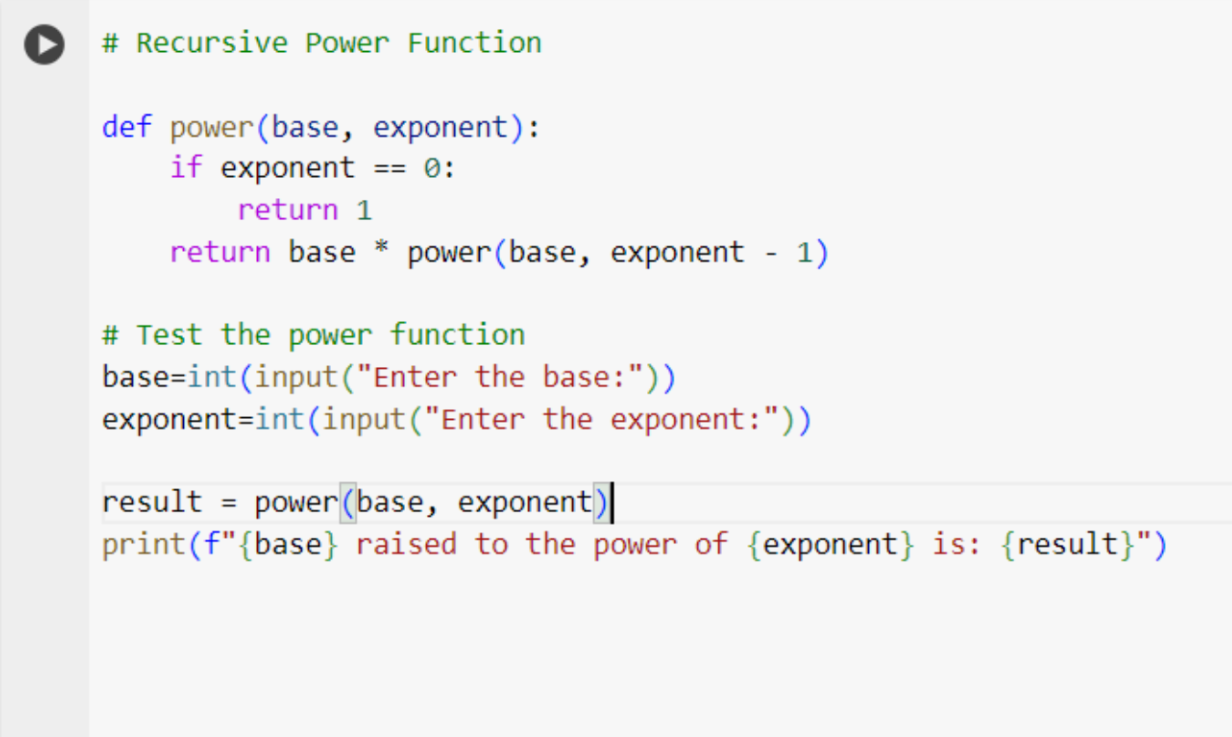 # Recursive Power Function
def power(base, exponent):
    if exponent == 0:
        return 1
    return base * power(base, exponent - 1)
# Test the power function
base=int(input("Enter the base:"))
exponent=int(input("Enter the exponent:"))
result = power(base, exponent)
print(f"{base} raised to the power of {exponent} is: {result}")